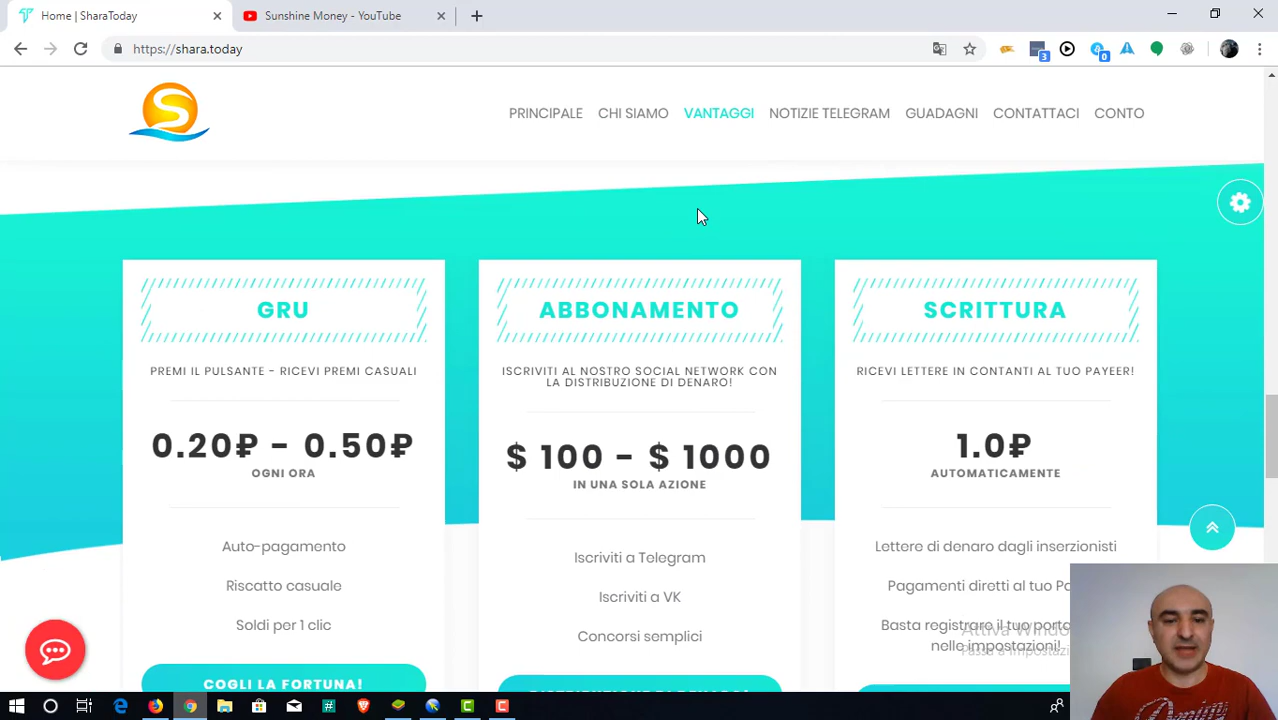 Home | SharaToday
Sunshine Money - YouTube
https://shara.today
3
0
S
PRINCIPALE CHI SIAMO VANTAGGI NOTIZIE TELEGRAM GUADAGNI CONTATTACI CONTO
GRU
PREMI IL PULSANTE - RICEVI PREMI CASUALI
0.20₽ - 0.50₽
OGNI ORA
Auto-pagamento
Riscatto casuale
Soldi per 1 clic
COGLI LA FORTUNA!
ABBONAMENTO
ISCRIVITI AL NOSTRO SOCIAL NETWORK CON
LA DISTRIBUZIONE DI DENARO!
$ 100 - $ 1000
IN UNA SOLA AZIONE
Iscriviti a Telegram
Iscriviti a VK
Concorsi semplici
SCRITTURA
RICEVI LETTERE IN CONTANTI AL TUO PAYEER!
1.0₽
AUTOMATICAMENTE
Lettere di denaro dagli inserzionisti
Pagamenti diretti al tuo
Basta registrare il tuo
nelle impostazioni!
Attiva
Passa a